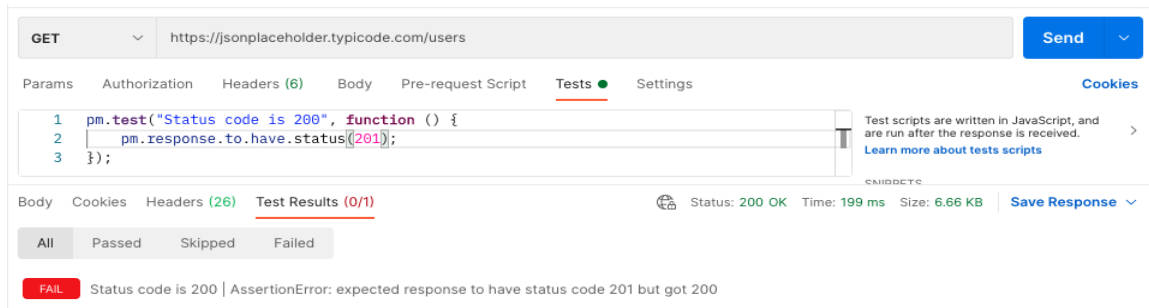 GET https://jsonplaceholder.typicode.com/users Send
Params Authorization Headers (6) Body Pre-request Script Tests Settings Cookies
1 pm.test("Status code is 200", function () {
2 pm.response.to.have.status(201);
3 });
Test scripts are written in JavaScript, and
are run after the response is received.
Learn more about tests scripts
SNIPPETS
Body Cookies Headers (26) Test Results (0/1) Status: 200 OK Time: 199 ms Size: 6.66 KB Save Response
All Passed Skipped Failed
FAIL Status code is 200 | AssertionError: expected response to have status code 201 but got 200